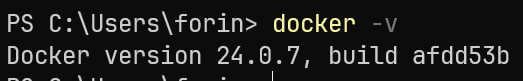 PS C:\Users\forin> docker -v
Docker version 24.0.7, build afdd53b